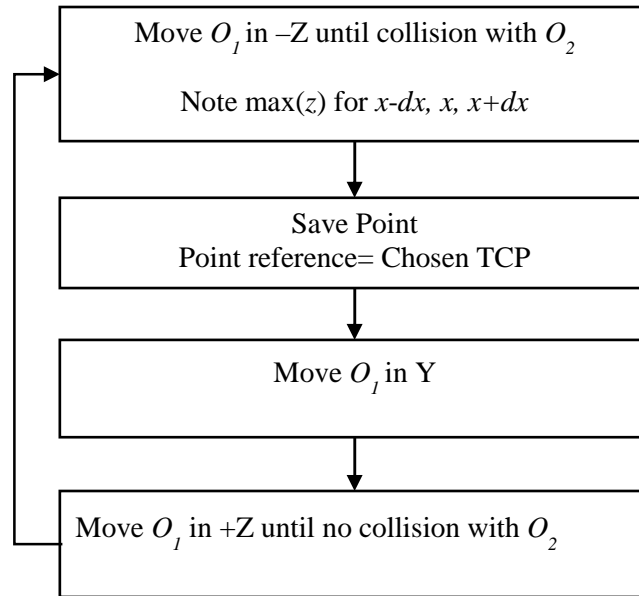 Move O₁ in –Z until collision with O₂
Note max(z) for x-dx, x, x+dx
Save Point
Point reference= Chosen TCP
Move O₁ in Y
Move O₁ in +Z until no collision with O₂